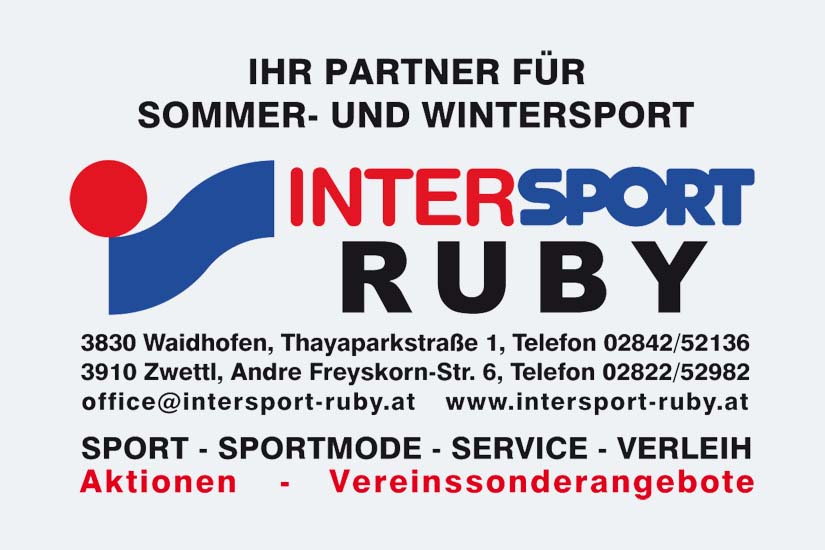 IHR PARTNER FÜR
SOMMER- UND WINTERSPORT
INTERSPORT
RUBY
3830 Waidhofen, Thayaparkstraße 1, Telefon 02842/52136
3910 Zwettl, Andre Freyskorn-Str. 6, Telefon 02822/52982
office@intersport-ruby.at www.intersport-ruby.at
SPORT - SPORTMODE - SERVICE - VERLEIH
Aktionen - Vereinssonderangebote